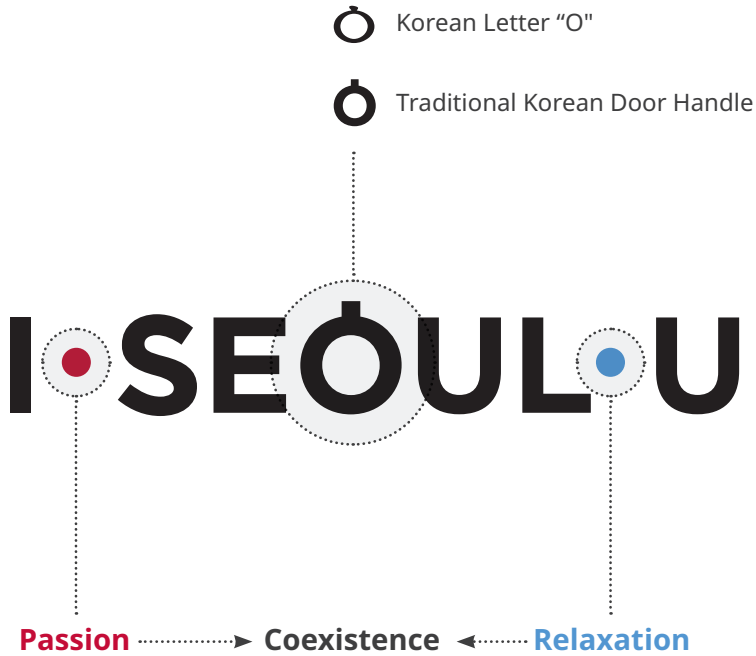 Korean Letter “O"
Traditional Korean Door Handle
I•SEOUL•U
Passion Coexistence Relaxation